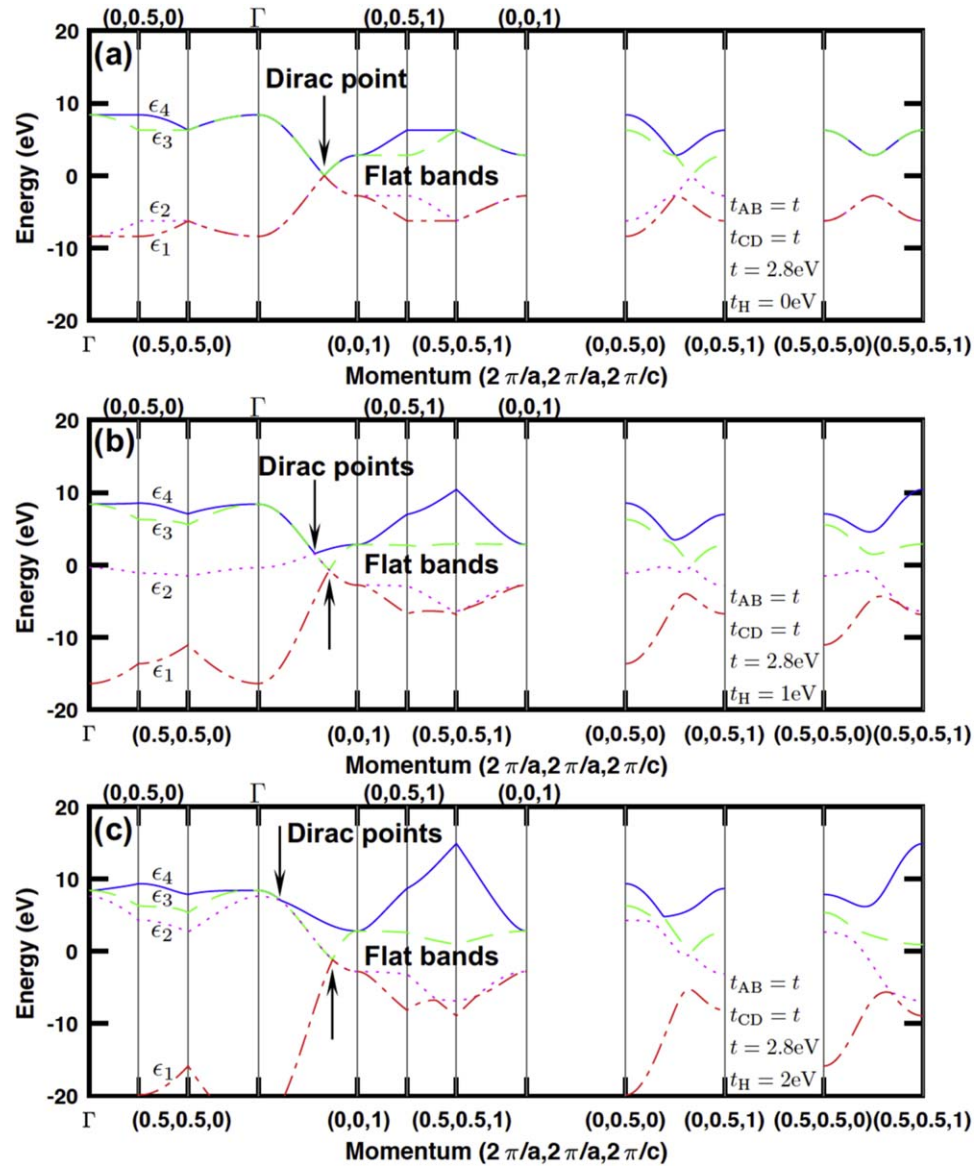 (0,0.5,0) Γ (0,0.5,1) (0,0,1)
20
(a)
Dirac point
10
ϵ4
ϵ3
0
Flat bands
ϵ2
tAB = t
-10
ϵ1
tCD = t
t = 2.8eV
tH = 0eV
-20
Energy (eV)
Γ (0.5,0.5,0) (0,0,1) (0.5,0.5,1) (0,0.5,0) (0,0.5,1) (0.5,0.5,0) (0.5,0.5,1)
Momentum (2 π/a,2 π/a,2 π/c)
(0,0.5,0) Γ (0,0.5,1) (0,0,1)
20
(b)
Dirac points
10
ϵ4
ϵ3
0
Flat bands
ϵ2
tAB = t
-10
tCD = t
ϵ1
t = 2.8eV
tH = 1eV
-20
Energy (eV)
Γ (0.5,0.5,0) (0,0,1) (0.5,0.5,1) (0,0.5,0) (0,0.5,1) (0.5,0.5,0) (0.5,0.5,1)
Momentum (2 π/a,2 π/a,2 π/c)
(0,0.5,0) Γ (0,0.5,1) (0,0,1)
20
(c)
Dirac points
10
ϵ4
ϵ3
ϵ2
0
Flat bands
tAB = t
-10
tCD = t
t = 2.8eV
ϵ1
tH = 2eV
-20
Energy (eV)
Γ (0.5,0.5,0) (0,0,1) (0.5,0.5,1) (0,0.5,0) (0,0.5,1) (0.5,0.5,0) (0.5,0.5,1)
Momentum (2 π/a,2 π/a,2 π/c)